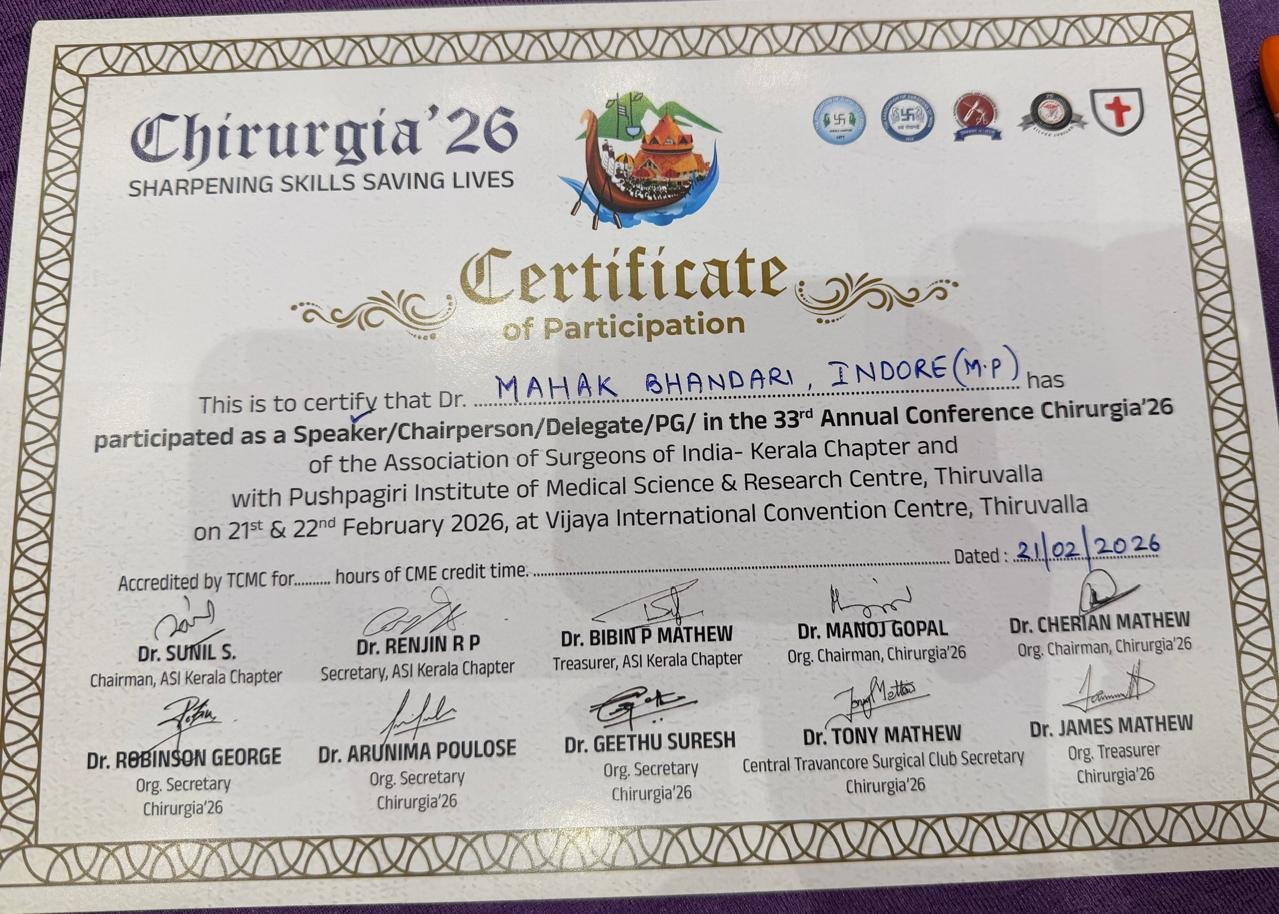 Chirurgia'26
SHARPENING SKILLS SAVING LIVES
Certificate
of Participation
This is to certify that Dr. MAHAK BHANDARI, INDORE (M.P) has
participated as a Speaker/Chairperson/Delegate/PG/ in the 33rd Annual Conference Chirurgia'26
of the Association of Surgeons of India- Kerala Chapter and
with Pushpagiri Institute of Medical Science & Research Centre, Thiruvalla
on 21st & 22nd February 2026, at Vijaya International Convention Centre, Thiruvalla
Accredited by TCMC for......... hours of CME credit time. Dated : 21/02/2026
Dr. SUNIL S.
Chairman, ASI Kerala Chapter
Dr. RENJIN R P
Secretary, ASI Kerala Chapter
Dr. BIBIN P MATHEW
Treasurer, ASI Kerala Chapter
Dr. MANOJ GOPAL
Org. Chairman, Chirurgia'26
Dr. CHERIAN MATHEW
Org. Chairman, Chirurgia'26
Dr. ROBINSON GEORGE
Org. Secretary
Chirurgia'26
Dr. ARUNIMA POULOSE
Org. Secretary
Chirurgia'26
Dr. GEETHU SURESH
Org. Secretary
Chirurgia'26
Tony Mathew
Dr. TONY MATHEW
Central Travancore Surgical Club Secretary
Chirurgia'26
Dr. JAMES MATHEW
Org. Treasurer
Chirurgia'26